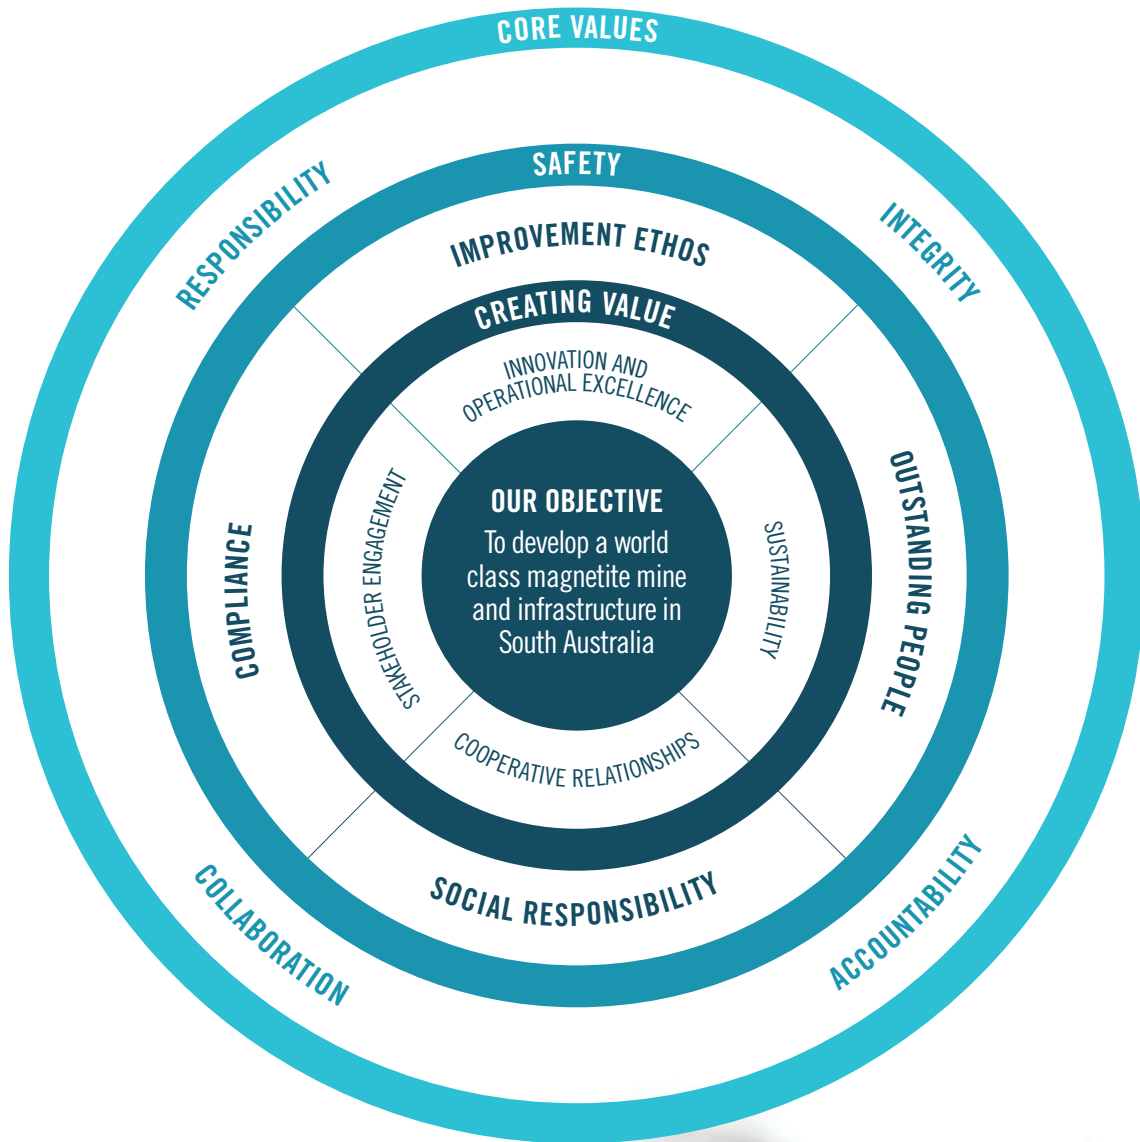 CORE VALUES
RESPONSIBILITY
INTEGRITY
COLLABORATION
ACCOUNTABILITY
SAFETY
IMPROVEMENT ETHOS
COMPLIANCE
OUTSTANDING PEOPLE
SOCIAL RESPONSIBILITY
CREATING VALUE
INNOVATION AND
OPERATIONAL EXCELLENCE
STAKEHOLDER ENGAGEMENT
SUSTAINABILITY
COOPERATIVE RELATIONSHIPS
OUR OBJECTIVE
To develop a world
class magnetite mine
and infrastructure in
South Australia